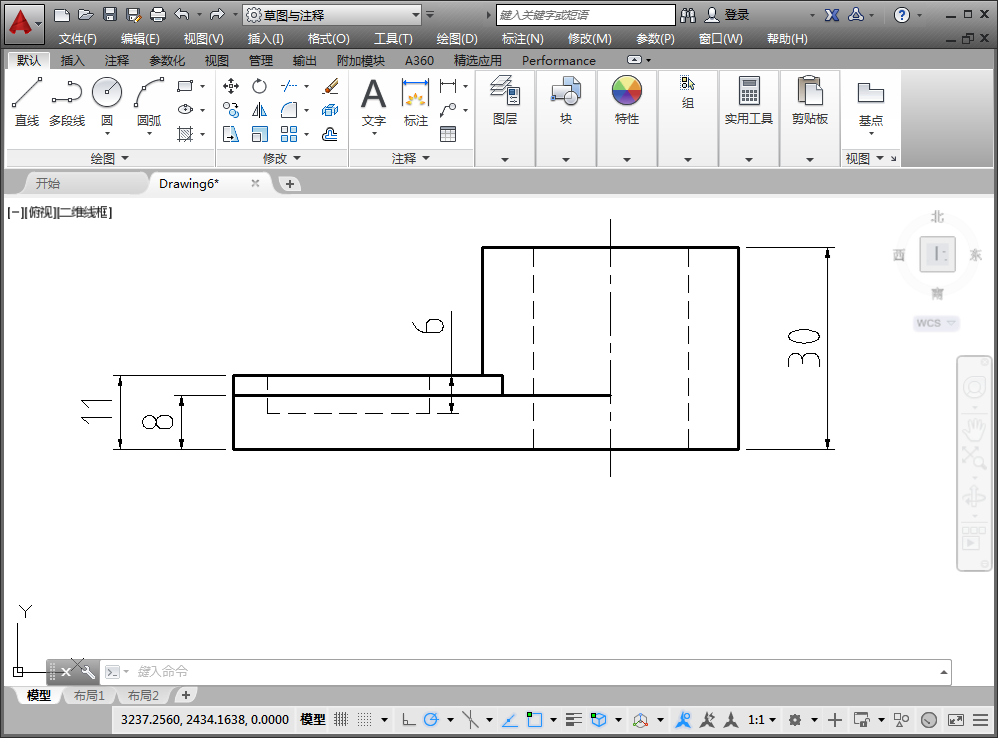 草图与注释
键入关键字或短语
登录
文件(F) 编辑(E) 视图(V) 插入(I) 格式(O) 工具(T) 绘图(D) 标注(N) 修改(M) 参数(P) 窗口(W) 帮助(H)
默认 插入 注释 参数化 视图 管理 输出 附加模块 A360 精选应用 Performance
直线 多段线 圆 圆弧
文字 标注
图层 块 特性 组 实用工具 剪贴板 基点
绘图 修改 注释 视图
开始 Drawing6*
[-][俯视][二维线框]
北
西 上 东
南
WCS
6
30
11
8
Y
键入命令
模型 布局1 布局2
3237.2560, 2434.1638, 0.0000 模型 1:1